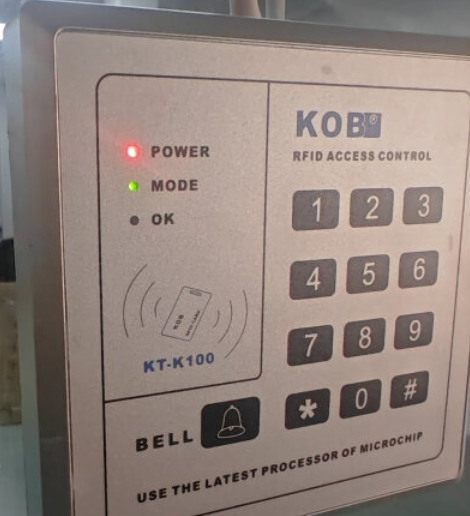 KOB
RFID ACCESS CONTROL
POWER
MODE
OK
1 2 3
4 5 6
7 8 9
* 0 #
KOB
KT-K100
BELL
USE THE LATEST PROCESSOR OF MICROCHIP